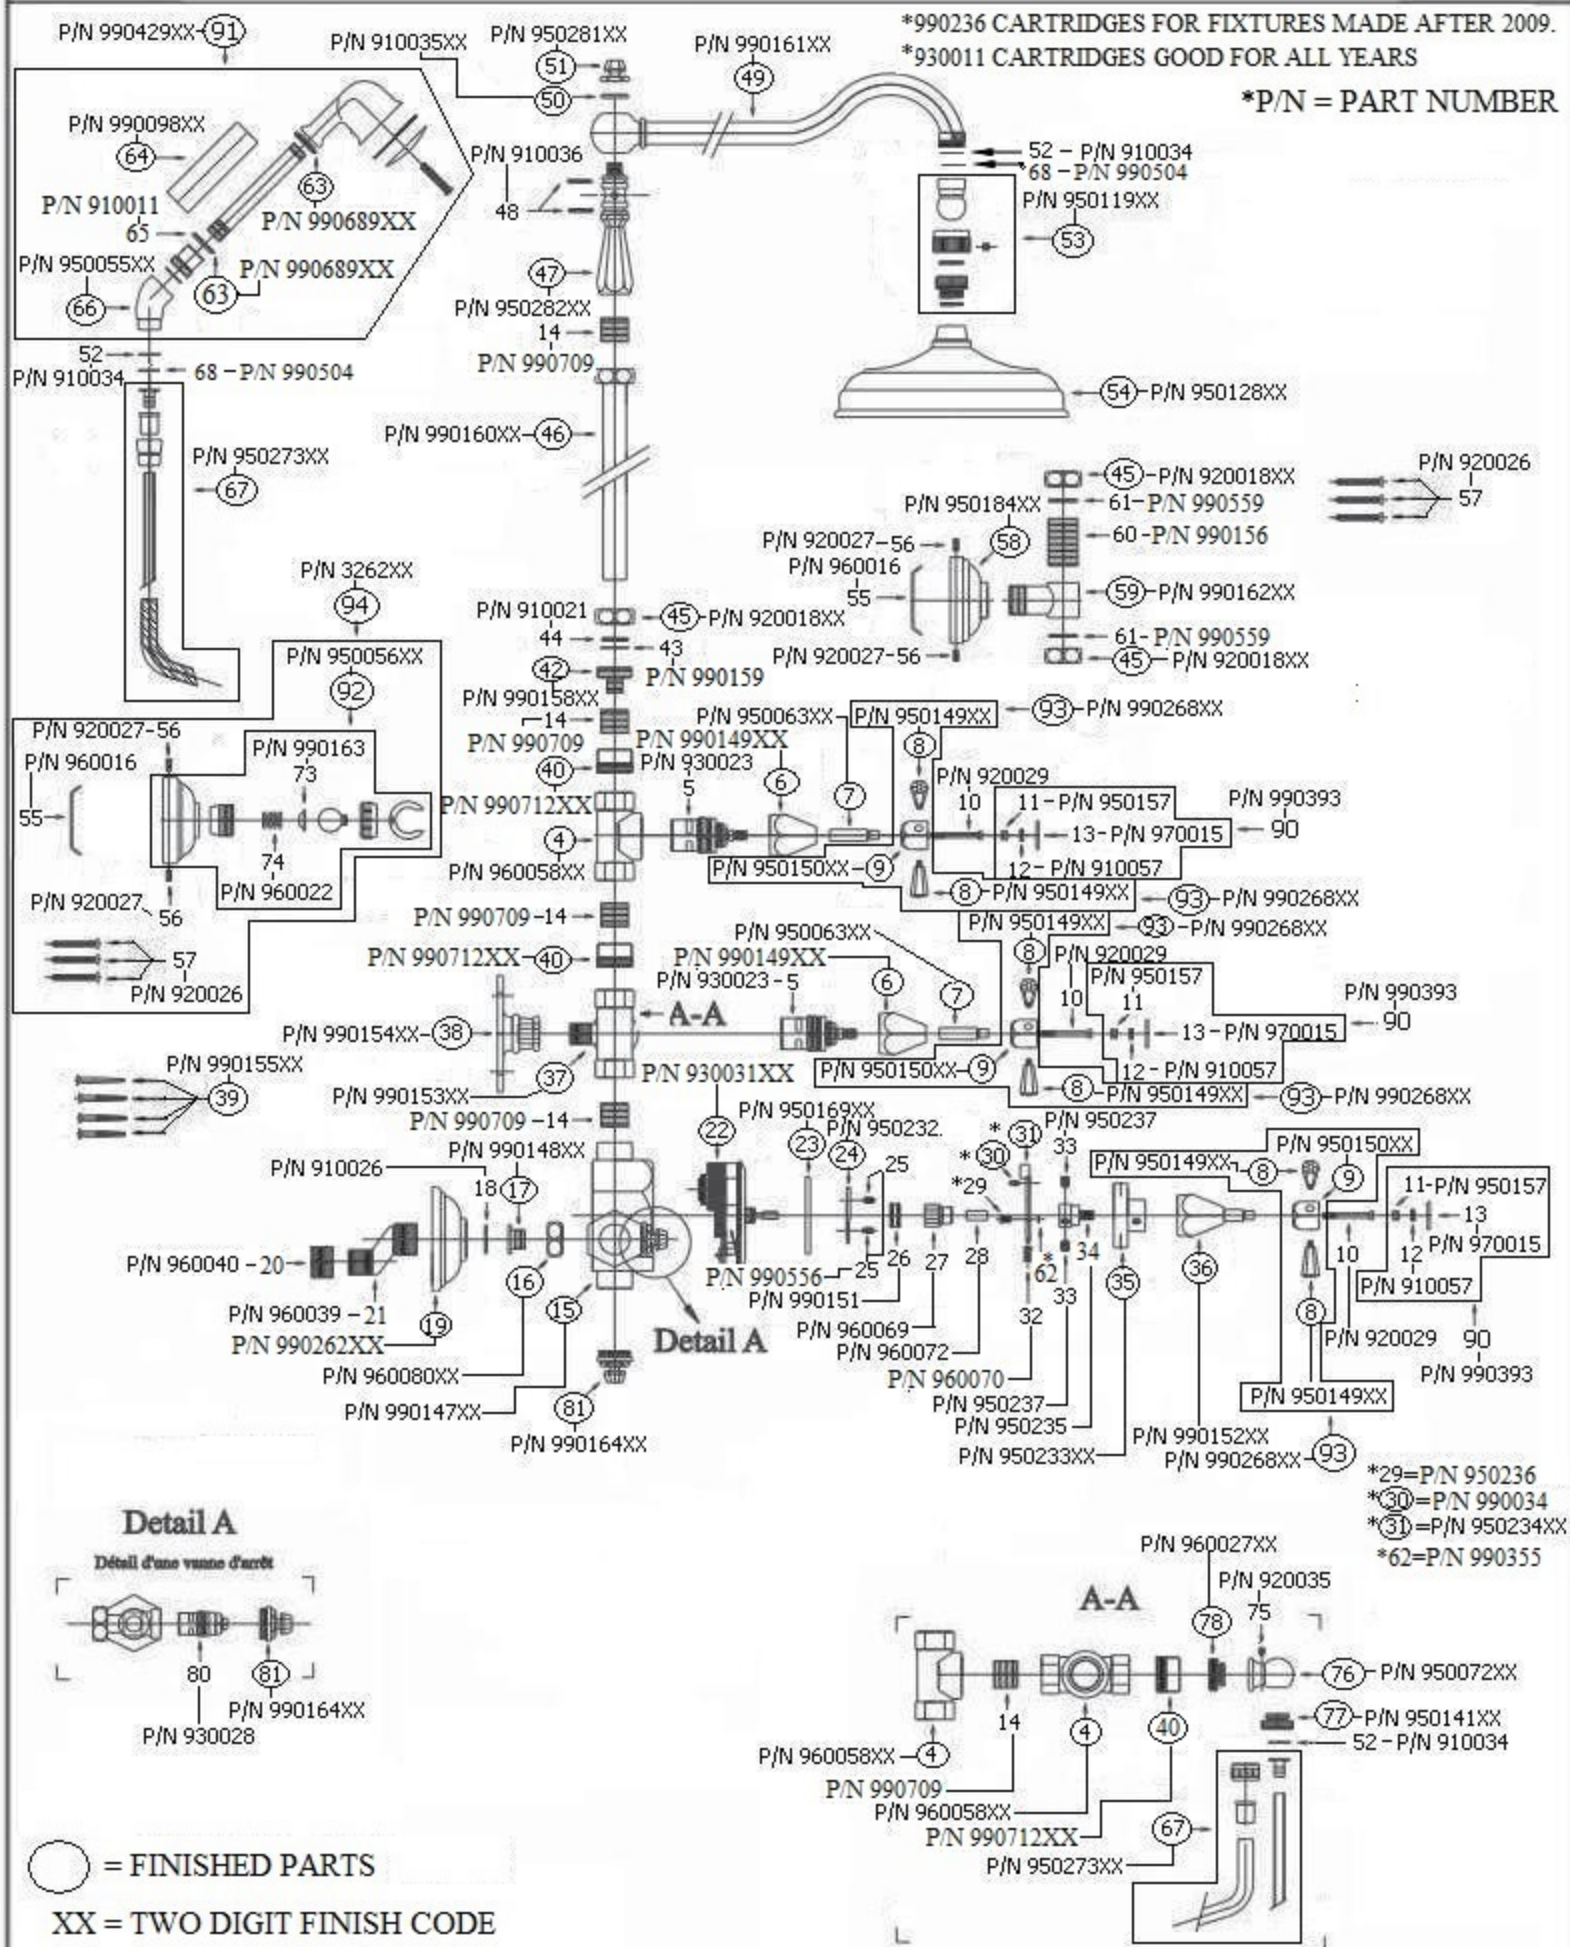 *990236 CARTRIDGES FOR FIXTURES MADE AFTER 2009.
*930011 CARTRIDGES GOOD FOR ALL YEARS
*P/N = PART NUMBER
P/N 990429XX-91
P/N 910035XX
P/N 950281XX
51
50
P/N 990161XX
49
P/N 990098XX
64
63
P/N 990689XX
P/N 910011
65
P/N 990689XX
63
P/N 950055XX
66
P/N 910036
48
52 - P/N 910034
*68 - P/N 990504
P/N 950119XX
53
47
P/N 950282XX
14
P/N 990709
52
P/N 910034
68 - P/N 990504
54-P/N 950128XX
P/N 990160XX-46
P/N 950273XX
67
45-P/N 920018XX
61-P/N 990559
P/N 950184XX
58
60-P/N 990156
P/N 920027-56
P/N 960016
55
59-P/N 990162XX
61-P/N 990559
P/N 920027-56
45-P/N 920018XX
P/N 920026
57
P/N 3262XX
94
P/N 950056XX
92
P/N 910021
45-P/N 920018XX
44
43
42
P/N 990159
P/N 990158XX
14
P/N 990709
P/N 920027-56
P/N 960016
55
P/N 990163
73
74
P/N 960022
P/N 920027
56
57
P/N 920026
P/N 950063XX
P/N 950149XX
93-P/N 990268XX
P/N 990149XX
P/N 930023
5
6
7
8
40
P/N 990712XX
4
P/N 960058XX
P/N 920029
10
11-P/N 950157
13-P/N 970015
12-P/N 910057
P/N 990393
90
P/N 950150XX-9
8-P/N 950149XX
93-P/N 990268XX
P/N 990709-14
P/N 990712XX-40
P/N 950063XX
P/N 950149XX
93-P/N 990268XX
P/N 990149XX
P/N 930023-5
6
7
8
P/N 920029
10
P/N 950157
11
13-P/N 970015
12-P/N 910057
P/N 990393
90
A-A
P/N 990154XX-38
37
P/N 990153XX
P/N 950150XX-9
8-P/N 950149XX
93-P/N 990268XX
P/N 990155XX
39
P/N 990709-14
P/N 930031XX
22
P/N 950169XX
23
P/N 950232.
24
25
25
P/N 990556
*29
*30
*31
P/N 950237
33
P/N 990148XX
P/N 910026
18
17
P/N 960040-20
P/N 960039-21
19
P/N 990262XX
16
P/N 960080XX
15
P/N 990147XX
Detail A
81
P/N 990164XX
26
P/N 990151
27
P/N 960069
28
P/N 960072
32
P/N 960070
*62
33
P/N 950237
34
P/N 950235
35
P/N 950233XX
36
P/N 990152XX
P/N 950149XX-8
P/N 950150XX
9
11-P/N 950157
13
P/N 970015
12
P/N 910057
10
P/N 920029
90
P/N 990393
8
P/N 950149XX
P/N 990268XX-93
*29=P/N 950236
*30=P/N 990034
*31=P/N 950234XX
*62=P/N 990355
Detail A
Détail d'une vanne d'arrêt
80
81
P/N 990164XX
P/N 930028
A-A
P/N 960027XX
78
P/N 920035
75
76-P/N 950072XX
77-P/N 950141XX
52-P/N 910034
14
4
40
P/N 960058XX-4
P/N 990709
P/N 960058XX
P/N 990712XX
67
P/N 950273XX
= FINISHED PARTS
XX = TWO DIGIT FINISH CODE